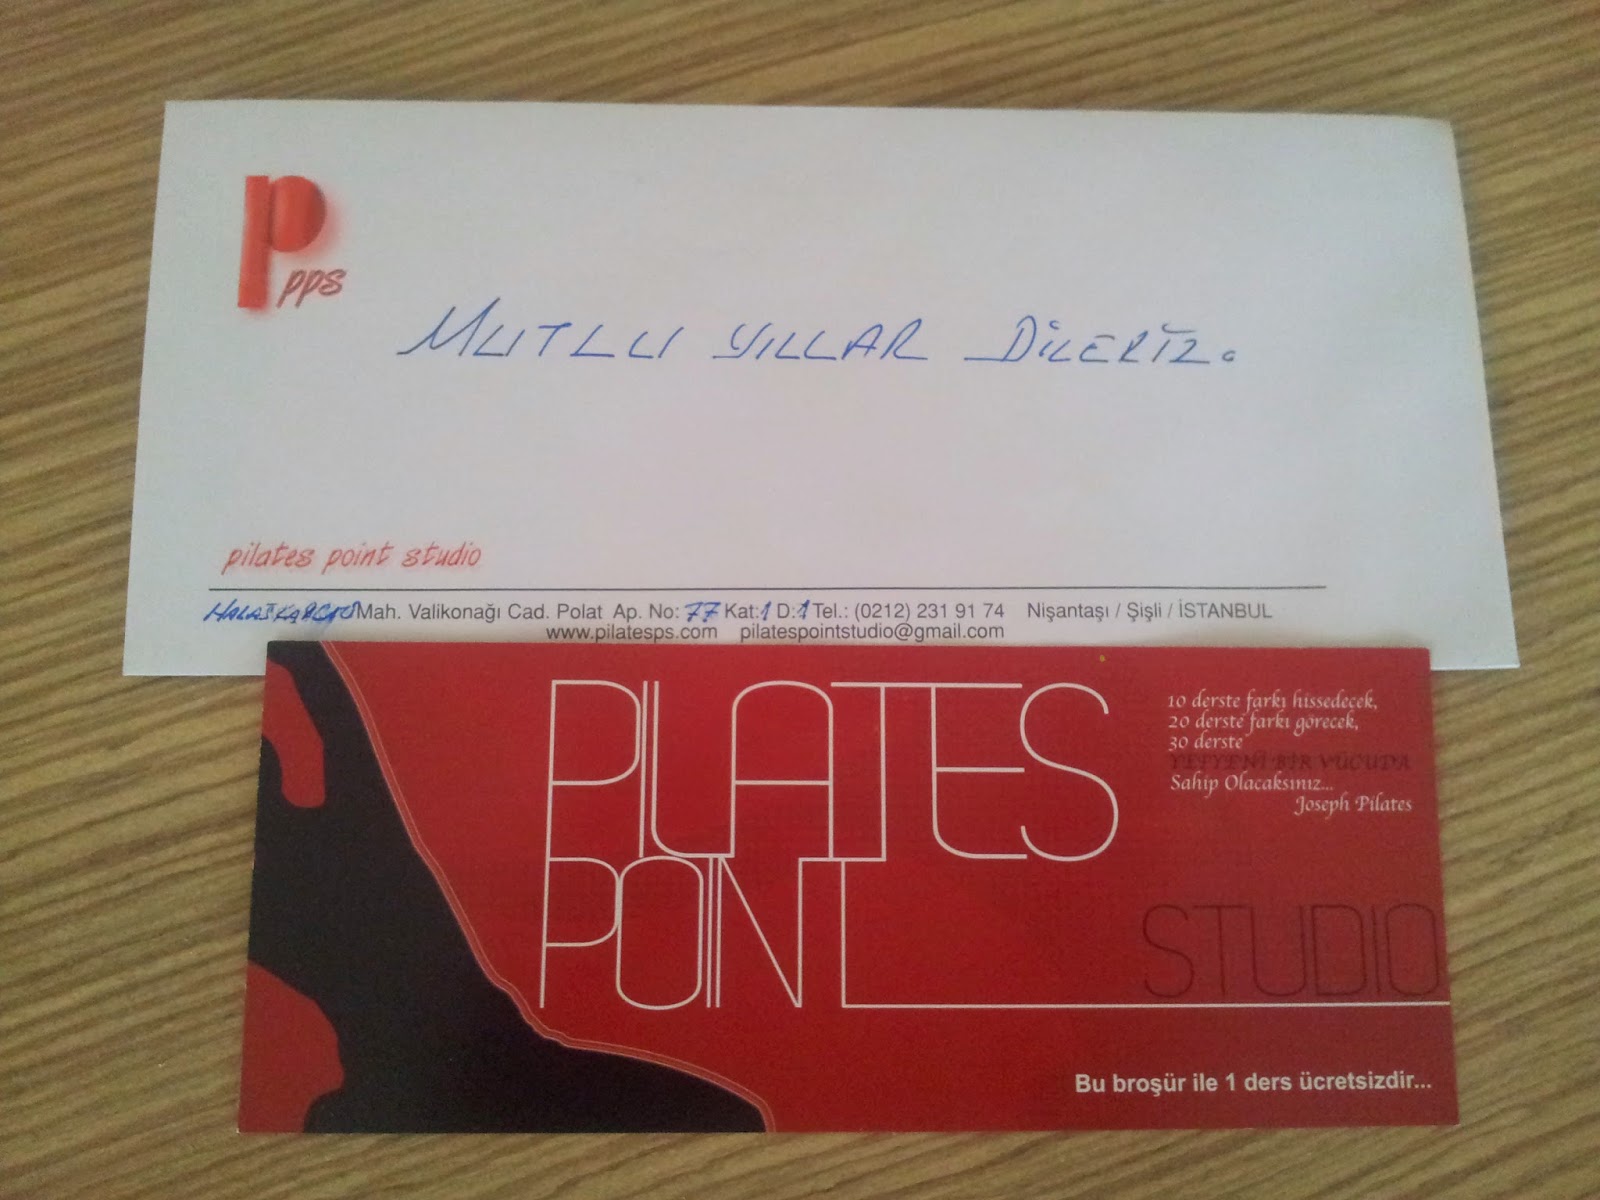 pps
MUTLU YILLAR DİLERİZ.
pilates point studio
HALASKARGAZİ Mah. Valikonağı Cad. Polat Ap. No: 77 Kat:1 D:1 Tel.: (0212) 231 91 74 Nişantaşı / Şişli / İSTANBUL
www.pilatesps.com pilatespointstudio@gmail.com
PILATES
POINT
STUDIO
10 derste farkı hissedecek,
20 derste farkı görecek,
30 derste
YEPYENİ BİR VÜCUDA
Sahip Olacaksınız...
Joseph Pilates
Bu broşür ile 1 ders ücretsizdir...